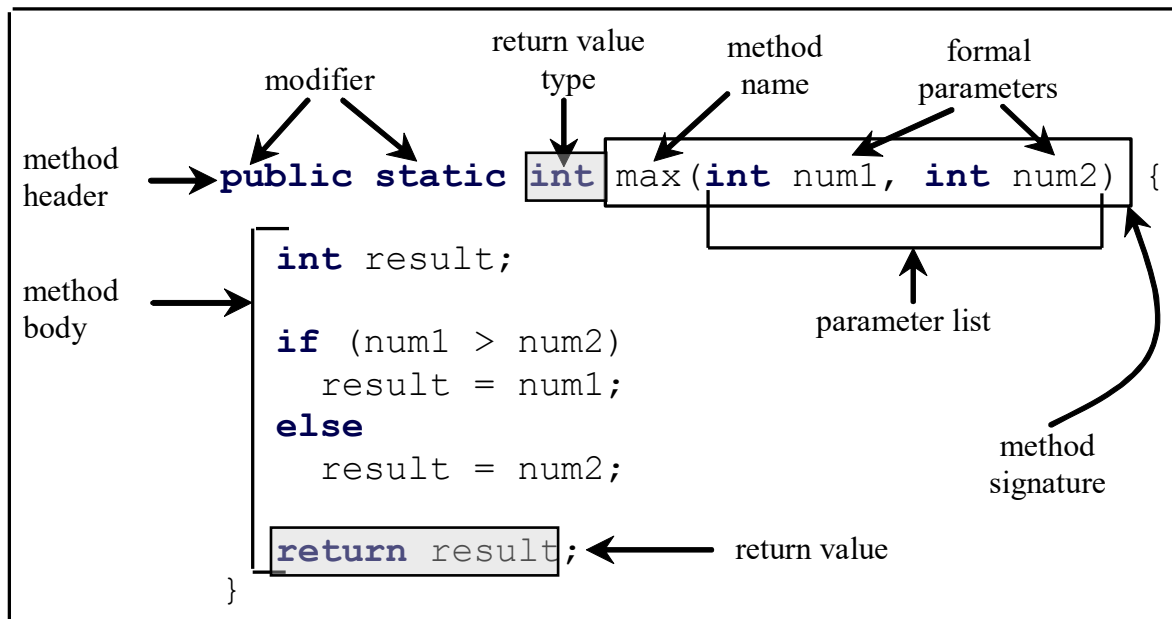 return value
type
method
name
formal
parameters
modifier
method
header
public static int max(int num1, int num2) {
int result;
method
body
parameter list
if (num1 > num2)
result = num1;
else
result = num2;
method
signature
return result;
return value
}